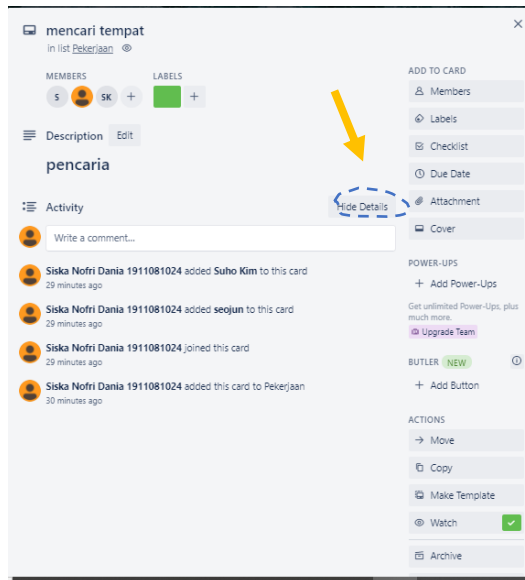 mencari tempat
in list Pekerjaan
MEMBERS
LABELS
S
SK
+
+
Description
Edit
pencaria
Activity
Hide Details
Write a comment...
Siska Nofri Dania 1911081024 added Suho Kim to this card
29 minutes ago
Siska Nofri Dania 1911081024 added seojun to this card
29 minutes ago
Siska Nofri Dania 1911081024 joined this card
29 minutes ago
Siska Nofri Dania 1911081024 added this card to Pekerjaan
30 minutes ago
ADD TO CARD
Members
Labels
Checklist
Due Date
Attachment
Cover
POWER-UPS
+ Add Power-Ups
Get unlimited Power-Ups, plus
much more.
Upgrade Team
BUTLER NEW
+ Add Button
ACTIONS
→ Move
Copy
Make Template
Watch
Archive